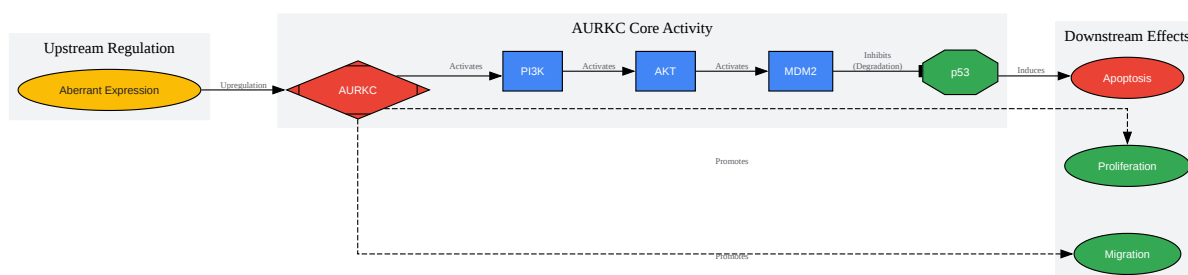 Upstream Regulation
Aberrant Expression
Upregulation
AURKC Core Activity
AURKC
Activates
PI3K
Activates
AKT
Activates
MDM2
Inhibits
(Degradation)
p53
Induces
Downstream Effects
Apoptosis
Promotes
Proliferation
Promotes
Migration